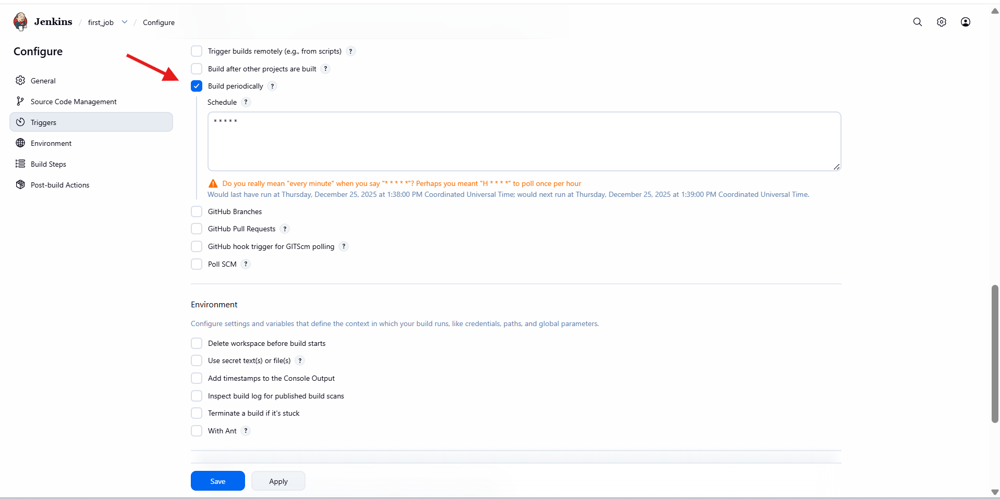 Jenkins / first_job / Configure
Configure
General
Source Code Management
Triggers
Environment
Build Steps
Post-build Actions
Trigger builds remotely (e.g., from scripts) ?
Build after other projects are built ?
Build periodically ?
Schedule ?
* * * * *
Do you really mean "every minute" when you say "* * * * *"? Perhaps you meant "H * * * *" to poll once per hour
Would last have run at Thursday, December 25, 2025 at 1:38:00 PM Coordinated Universal Time; would next run at Thursday, December 25, 2025 at 1:39:00 PM Coordinated Universal Time.
GitHub Branches
GitHub Pull Requests ?
GitHub hook trigger for GITScm polling ?
Poll SCM ?
Environment
Configure settings and variables that define the context in which your build runs, like credentials, paths, and global parameters.
Delete workspace before build starts
Use secret text(s) or file(s) ?
Add timestamps to the Console Output
Inspect build log for published build scans
Terminate a build if it's stuck
With Ant ?
Save
Apply